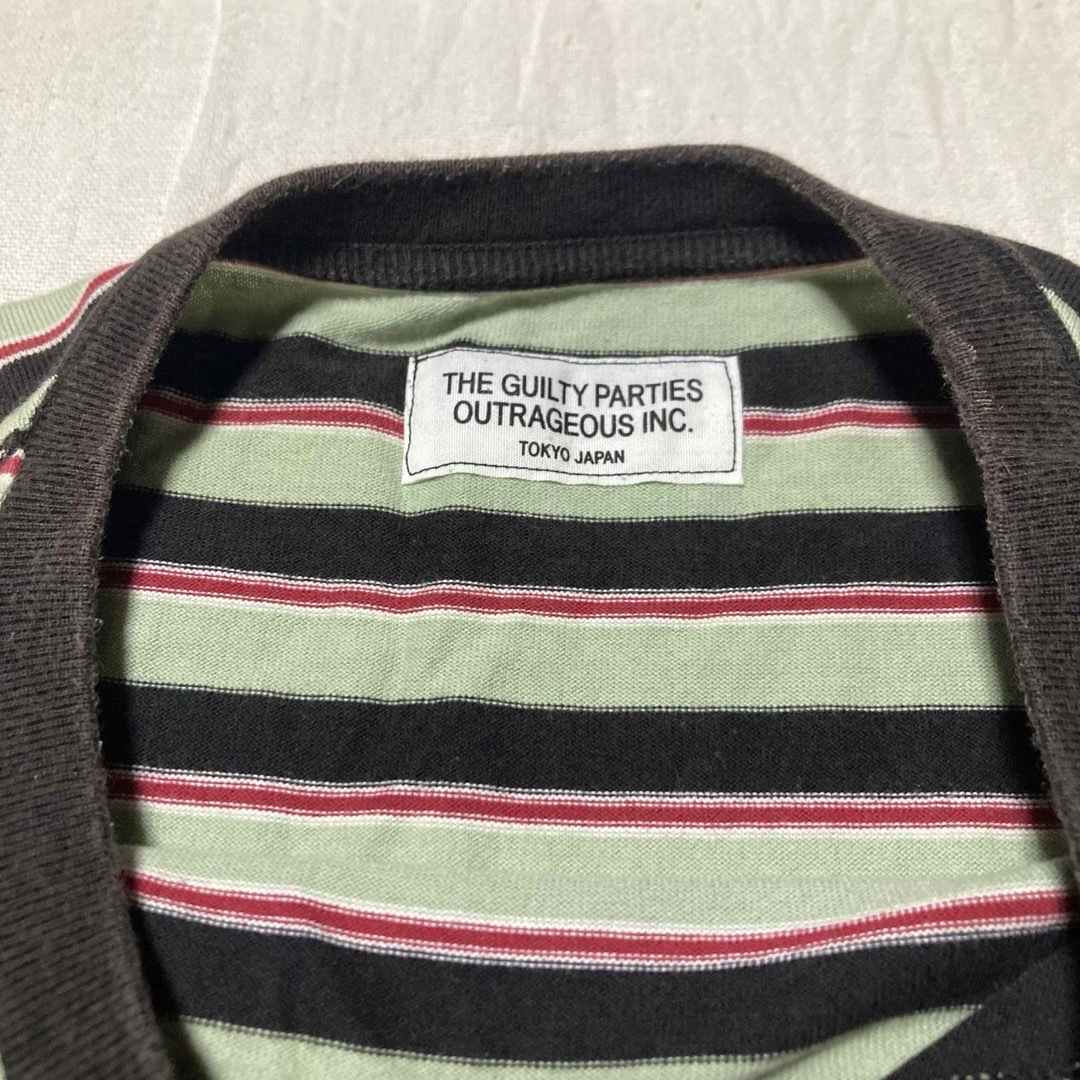 THE GUILTY PARTIES
OUTRAGEOUS INC.
TOKYO JAPAN